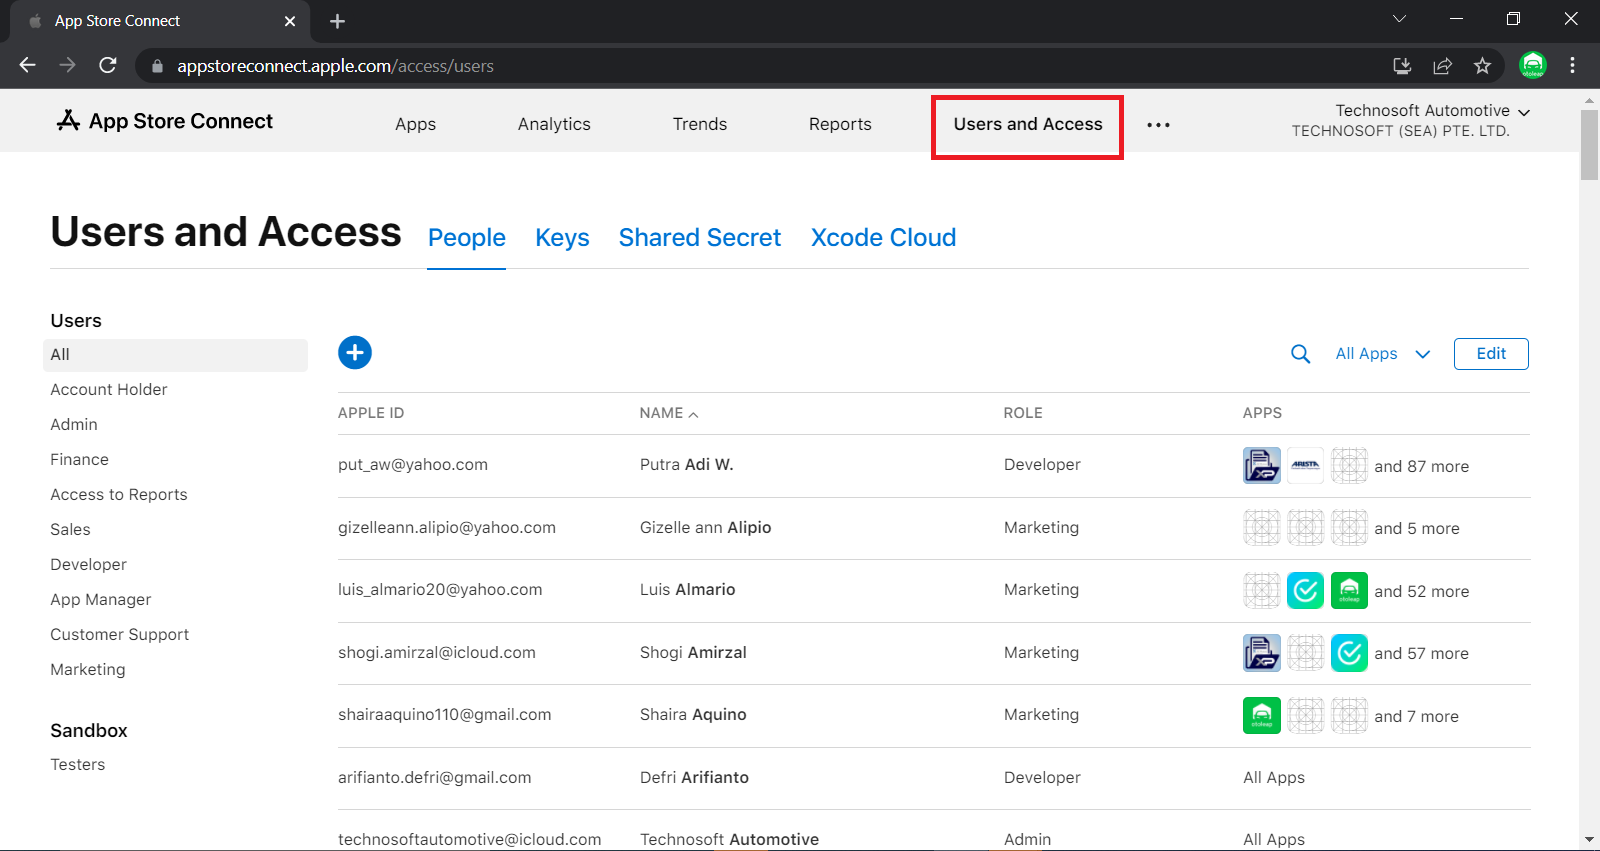 App Store Connect
appstoreconnect.apple.com/access/users
App Store Connect
Apps
Analytics
Trends
Reports
Users and Access
Technosoft Automotive
TECHNOSOFT (SEA) PTE. LTD.
Users and Access
People
Keys
Shared Secret
Xcode Cloud
Users
All
Account Holder
Admin
Finance
Access to Reports
Sales
Developer
App Manager
Customer Support
Marketing
Sandbox
Testers
All Apps
Edit
APPLE ID NAME ROLE APPS
put_aw@yahoo.com Putra Adi W. Developer XP ARISTA and 87 more
gizelleann.alipio@yahoo.com Gizelle ann Alipio Marketing and 5 more
luis_almario20@yahoo.com Luis Almario Marketing otoleap and 52 more
shogi.amirzal@icloud.com Shogi Amirzal Marketing XP and 57 more
shairaaquino110@gmail.com Shaira Aquino Marketing otoleap and 7 more
arifianto.defri@gmail.com Defri Arifianto Developer All Apps
technosoftautomotive@icloud.com Technosoft Automotive Admin All Apps